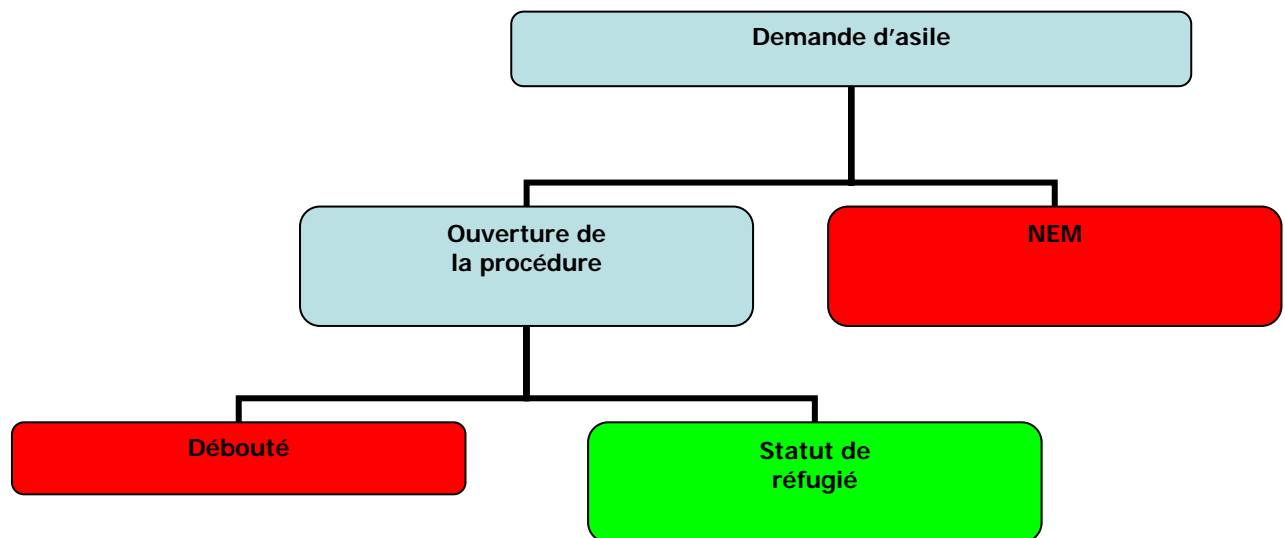 Demande d'asile
Ouverture de
la procédure
NEM
Débouté
Statut de
réfugié